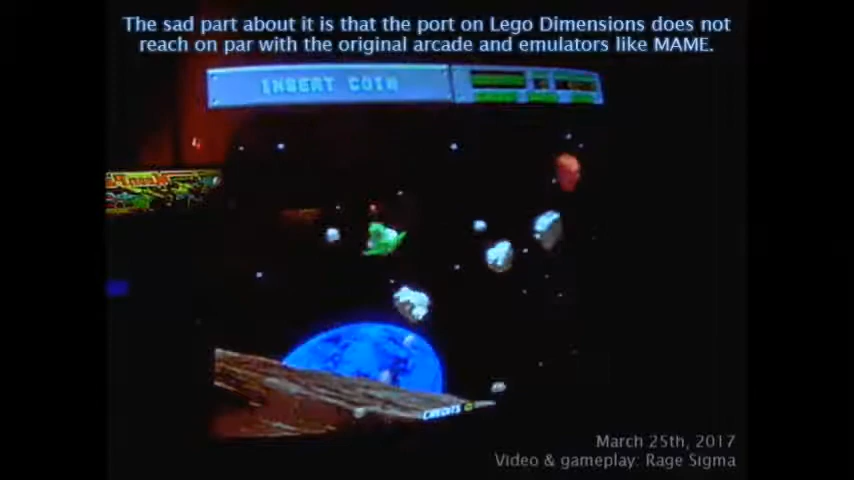 The sad part about it is that the port on Lego Dimensions does not
reach on par with the original arcade and emulators like MAME.
INSERT COIN
CREDITS 0
March 25th, 2017
Video & gameplay: Rage Sigma